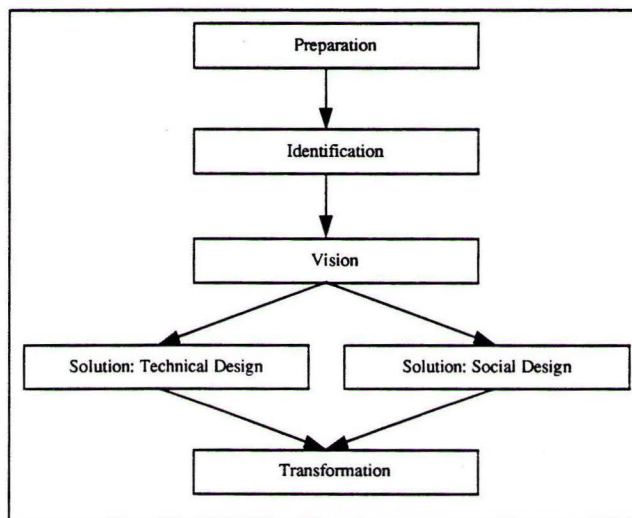 Preparation
Identification
Vision
Solution: Technical Design
Solution: Social Design
Transformation